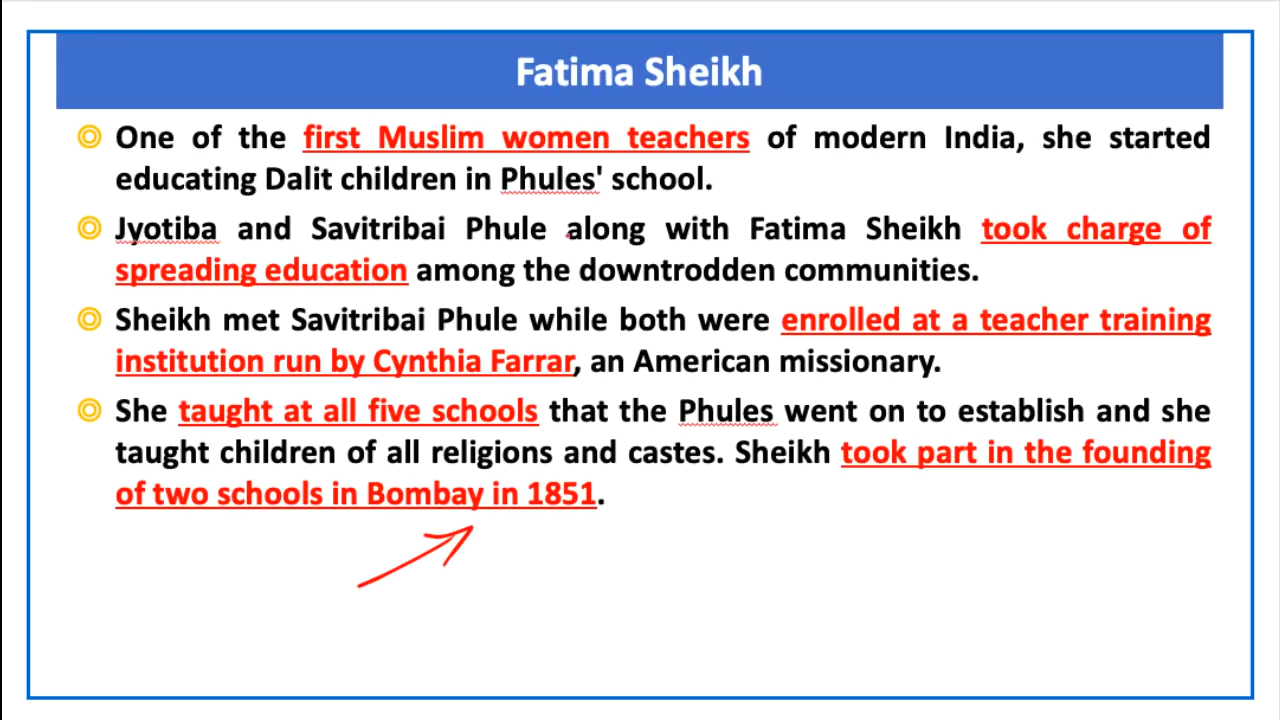 Fatima Sheikh
One of the first Muslim women teachers of modern India, she started
educating Dalit children in Phules' school.
Jyotiba and Savitribai Phule along with Fatima Sheikh took charge of
spreading education among the downtrodden communities.
Sheikh met Savitribai Phule while both were enrolled at a teacher training
institution run by Cynthia Farrar, an American missionary.
She taught at all five schools that the Phules went on to establish and she
taught children of all religions and castes. Sheikh took part in the founding
of two schools in Bombay in 1851.